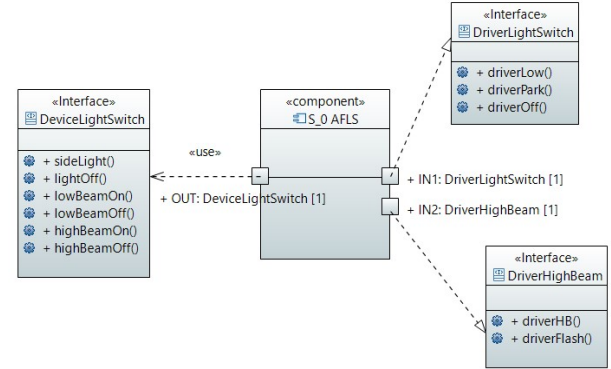 «Interface»
DriverLightSwitch
+ driverLow()
+ driverPark()
+ driverOff()
«Interface»
DeviceLightSwitch
+ sideLight()
+ lightOff()
+ lowBeamOn()
+ lowBeamOff()
+ highBeamOn()
+ highBeamOff()
«use»
+ OUT: DeviceLightSwitch [1]
«component»
S_0 AFLS
+ IN1: DriverLightSwitch [1]
+ IN2: DriverHighBeam [1]
«Interface»
DriverHighBeam
+ driverHB()
+ driverFlash()